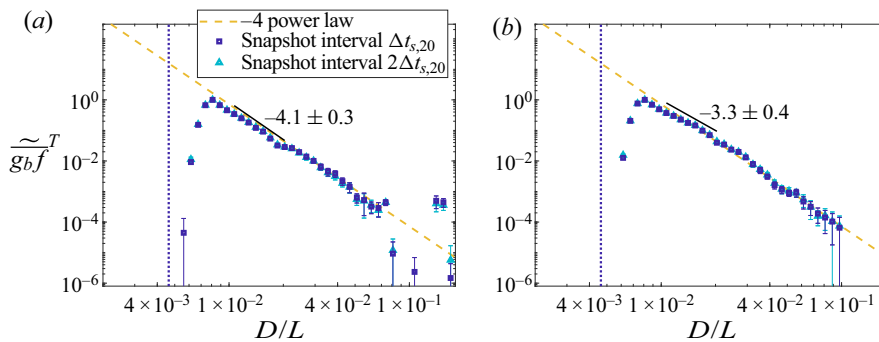 (a)
–4 power law
Snapshot interval Δt_{s,20}
Snapshot interval 2Δt_{s,20}
–4.1 ± 0.3
10^0
10^{–2}
10^{–4}
10^{–6}
\widetilde{\overline{g_b f}}^T
4 × 10^{–3}
1 × 10^{–2}
4 × 10^{–2}
1 × 10^{–1}
D/L
(b)
–3.3 ± 0.4
10^0
10^{–2}
10^{–4}
10^{–6}
4 × 10^{–3}
1 × 10^{–2}
4 × 10^{–2}
1 × 10^{–1}
D/L